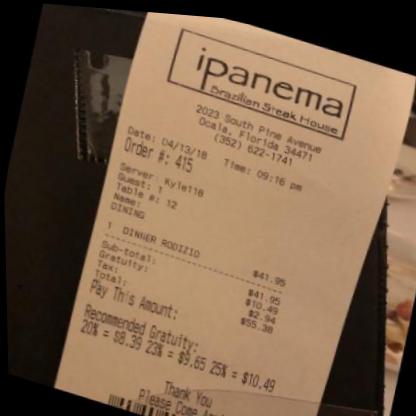 ipanema
Brazilian Steak House
2023 South Pine Avenue
Ocala, Florida 34471
(352) 622-1741
Date: 04/13/18 Time: 09:16 pm
Order #: 415
Server: Kyle118
Guest: 1
Table #: 12
Name:
DINING
1 DINNER RODIZIO $41.95
Sub-total: $41.95
Gratuity: $10.49
Tax: $2.94
Total: $55.38
Pay This Amount:
Recommended Gratuity:
20% = $8.39 23% = $9.65 25% = $10.49
Thank You
Please Come